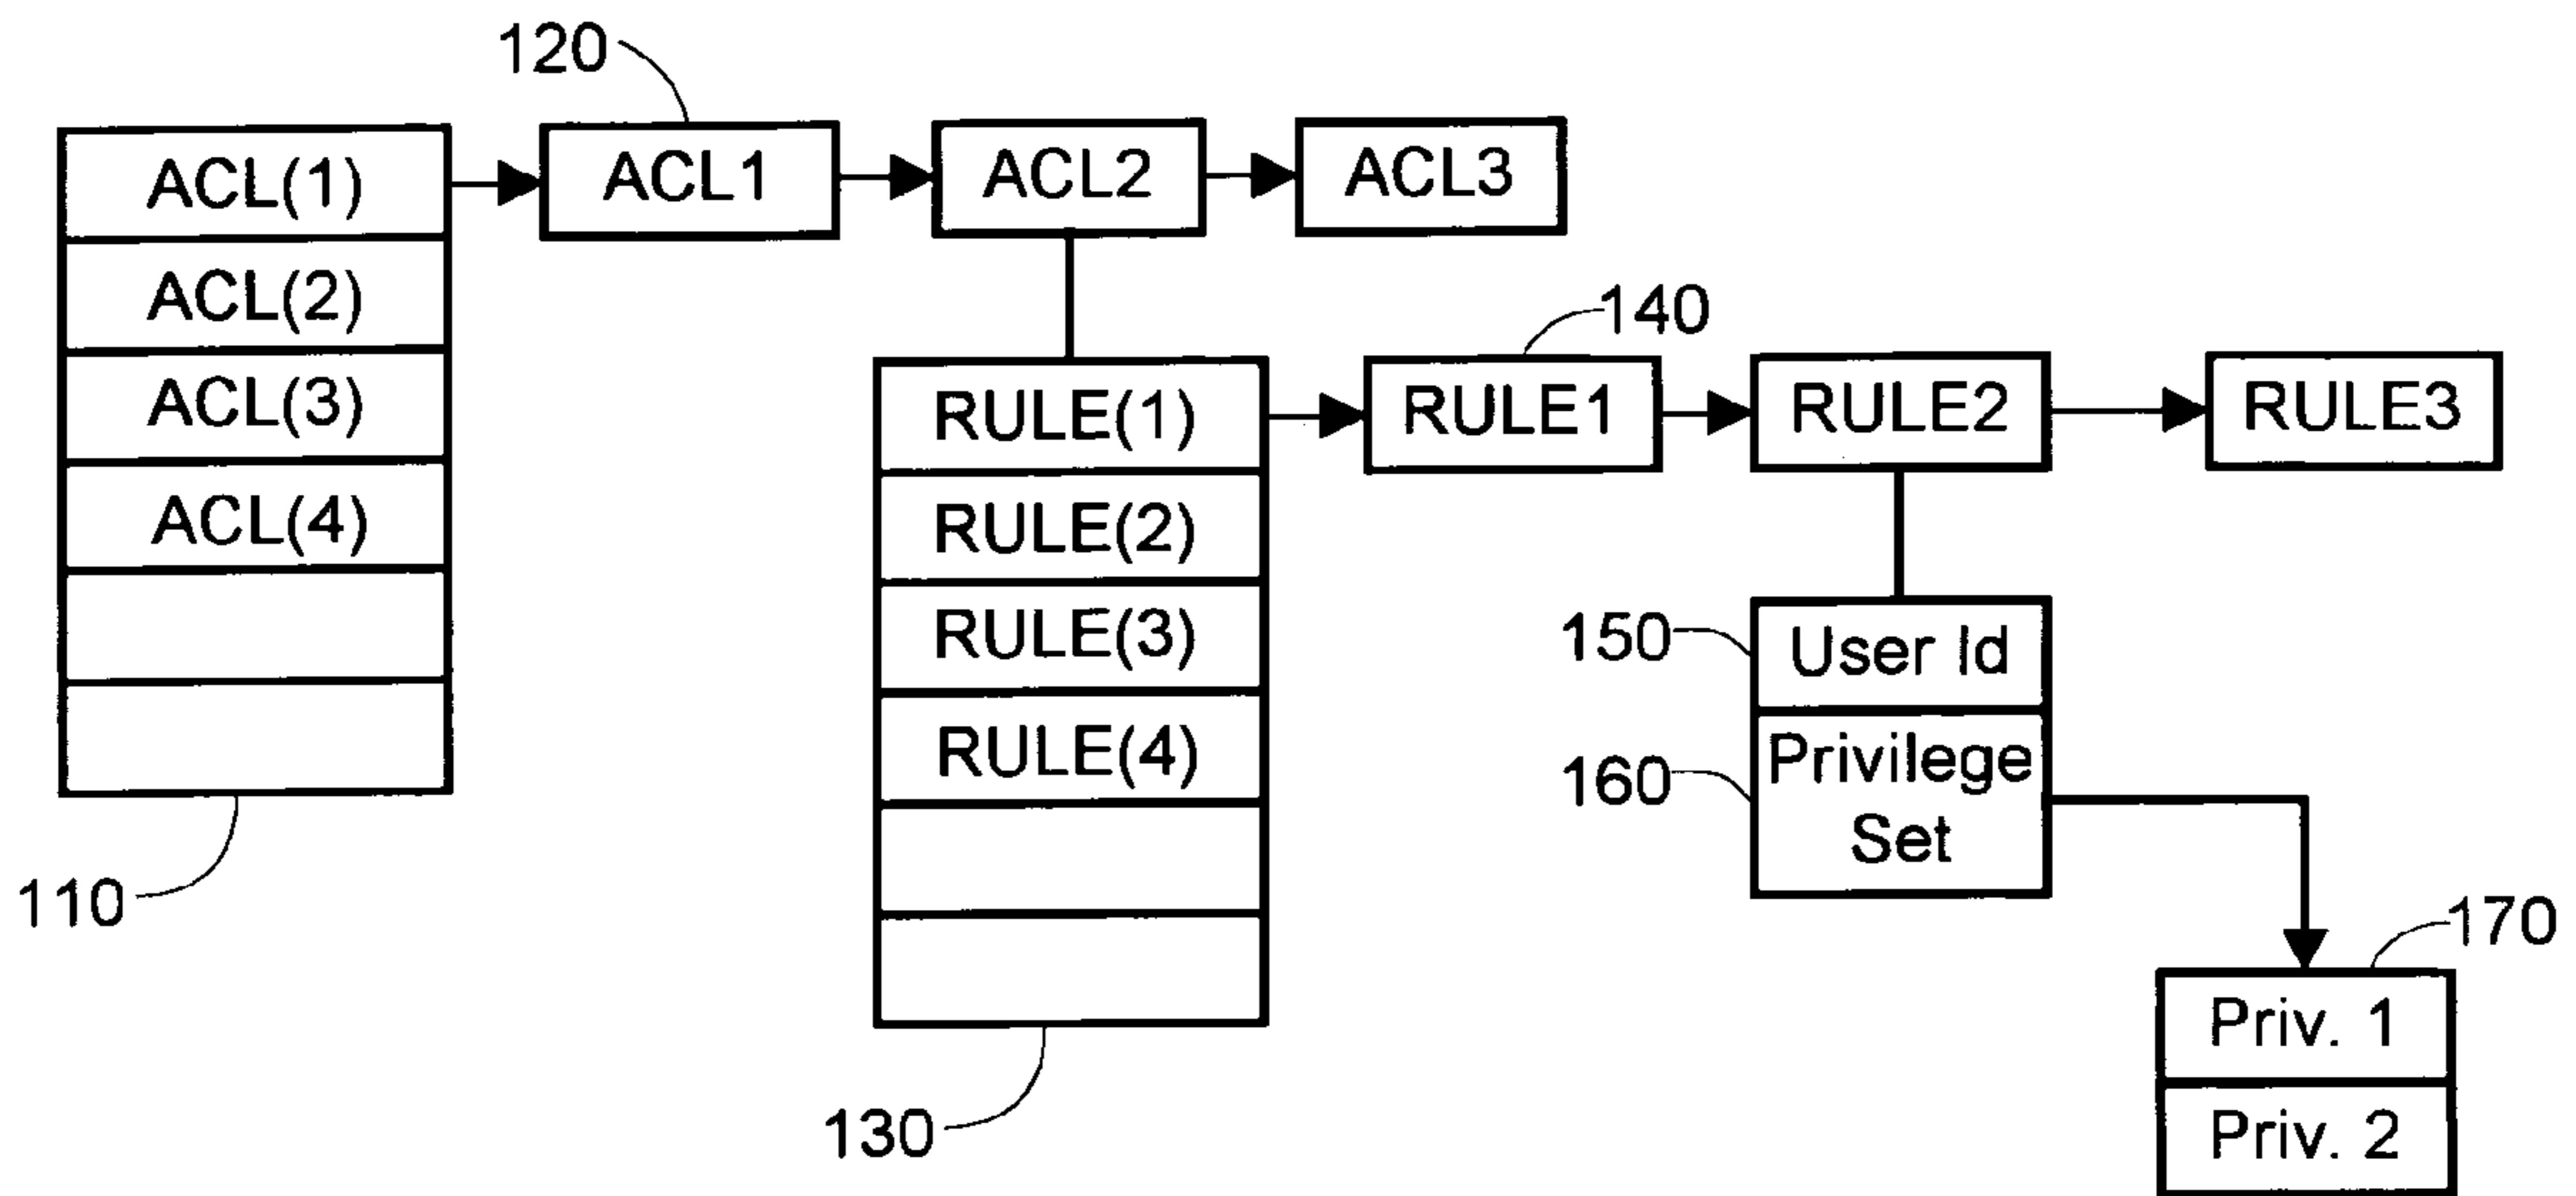 120
ACL(1)
ACL1
ACL2
ACL3
ACL(2)
ACL(3)
ACL(4)
110
140
RULE(1)
RULE1
RULE2
RULE3
RULE(2)
RULE(3)
RULE(4)
130
150
User Id
160
Privilege
Set
170
Priv. 1
Priv. 2